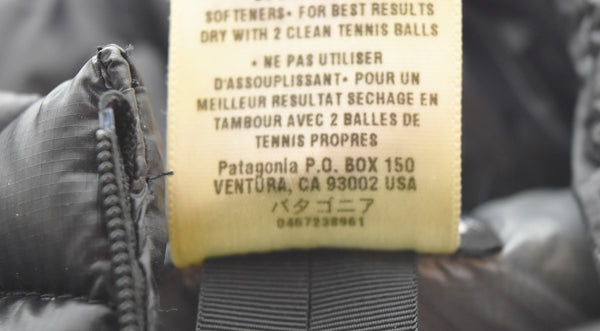 SOFTENERS• FOR BEST RESULTS
DRY WITH 2 CLEAN TENNIS BALLS
• NE PAS UTILISER
D'ASSOUPLISSANT• POUR UN
MEILLEUR RESULTAT SECHAGE EN
TAMBOUR AVEC 2 BALLES DE
TENNIS PROPRES
Patagonia P.O. BOX 150
VENTURA, CA 93002 USA
パタゴニア
0467238961